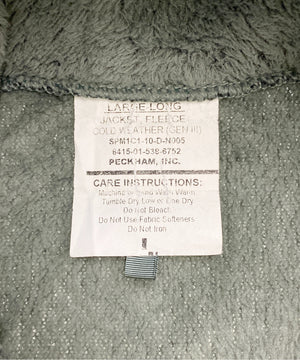 LARGE LONG
JACKET, FLEECE
COLD WEATHER (GEN III)
SPM1C1-10-D-N005
8415-01-538-6752
PECKHAM, INC.
CARE INSTRUCTIONS:
Machine or Hand Wash Warm
Tumble Dry Low or Line Dry
Do Not Bleach
Do Not Use Fabric Softeners
Do Not Iron